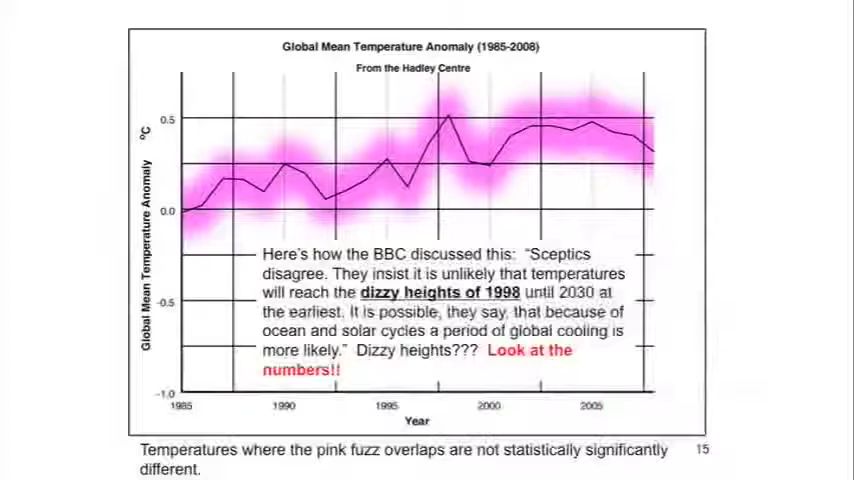 Global Mean Temperature Anomaly (1985-2008)
From the Hadley Centre
Global Mean Temperature Anomaly °C
0.5
0.0
-0.5
-1.0
Here's how the BBC discussed this: “Sceptics
disagree. They insist it is unlikely that temperatures
will reach the dizzy heights of 1998 until 2030 at
the earliest. It is possible, they say, that because of
ocean and solar cycles a period of global cooling is
more likely.” Dizzy heights??? Look at the
numbers!!
1985 1990 1995 2000 2005
Year
Temperatures where the pink fuzz overlaps are not statistically significantly
different.
15